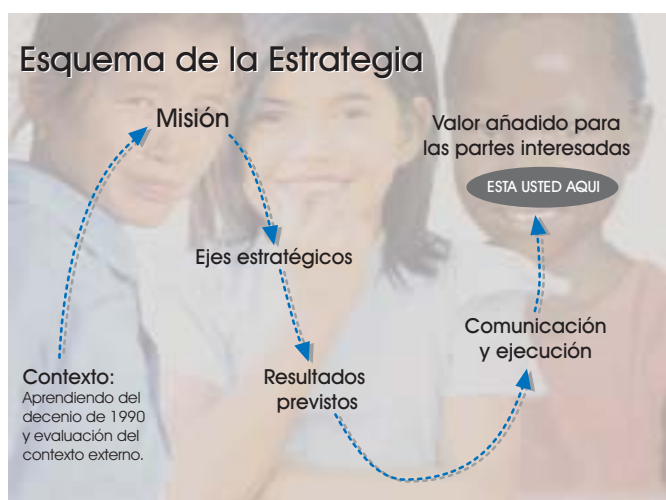 Esquema de la Estrategia
Misión
Valor añadido para
las partes interesadas
ESTA USTED AQUI
Ejes estratégicos
Comunicación
y ejecución
Contexto:
Aprendiendo del
decenio de 1990
y evaluación del
contexto externo.
Resultados
previstos